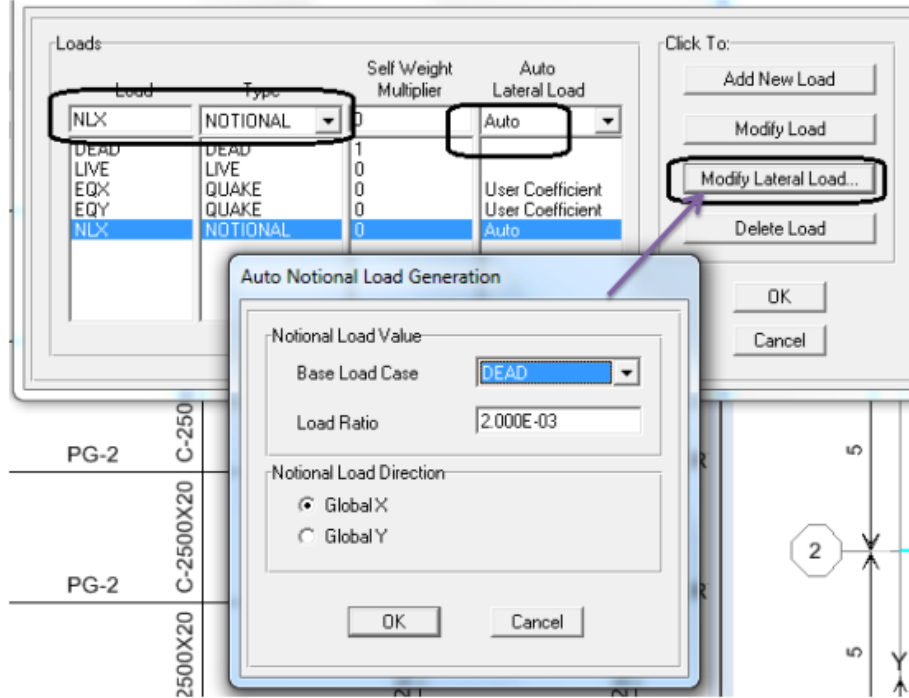 Loads
Click To:
Load Type Self Weight Multiplier Auto Lateral Load
NLX NOTIONAL 0 Auto
DEAD DEAD 1
LIVE LIVE 0
EQX QUAKE 0 User Coefficient
EQY QUAKE 0 User Coefficient
NLX NOTIONAL 0 Auto
Add New Load
Modify Load
Modify Lateral Load...
Delete Load
OK
Cancel
Auto Notional Load Generation
Notional Load Value
Base Load Case DEAD
Load Ratio 2.000E-03
Notional Load Direction
Global X
Global Y
OK Cancel
PG-2
C-250
PG-2
C-2500X20
2500X20
R
R
5
2
5
Y